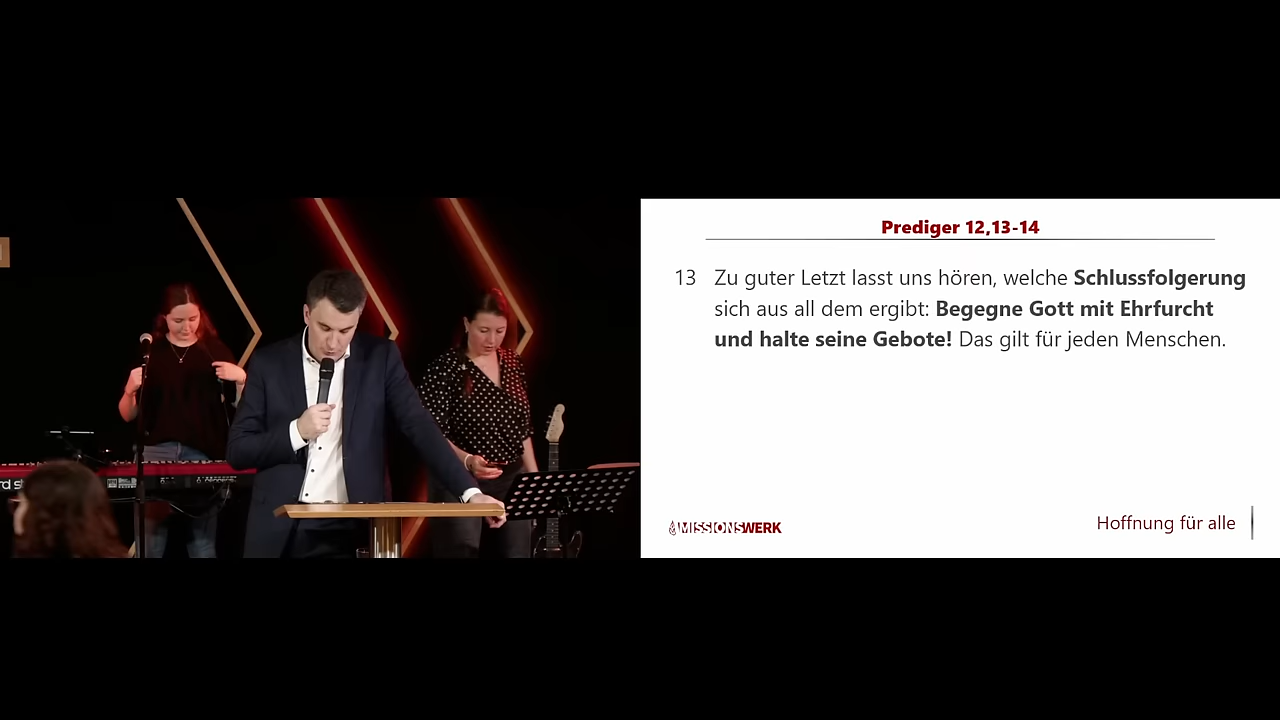 Prediger 12,13-14
13 Zu guter Letzt lasst uns hören, welche Schlussfolgerung
sich aus all dem ergibt: Begegne Gott mit Ehrfurcht
und halte seine Gebote! Das gilt für jeden Menschen.
MISSIONSWERK
Hoffnung für alle